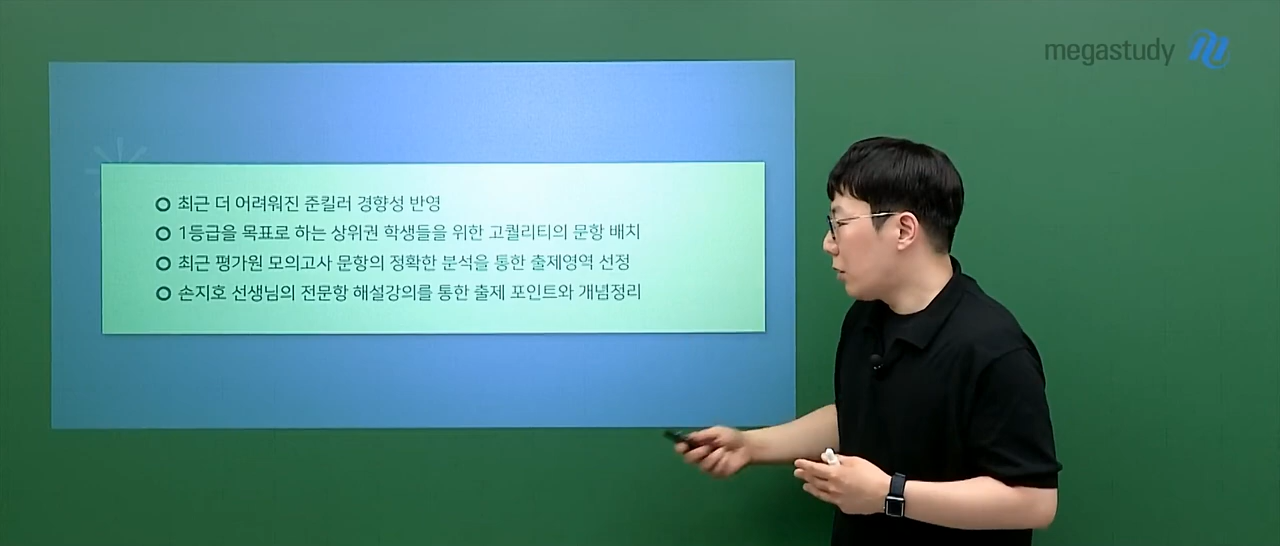 megastudy
최근 더 어려워진 준킬러 경향성 반영
1등급을 목표로 하는 상위권 학생들을 위한 고퀄리티의 문항 배치
최근 평가원 모의고사 문항의 정확한 분석을 통한 출제영역 선정
손지호 선생님의 전문항 해설강의를 통한 출제 포인트와 개념정리